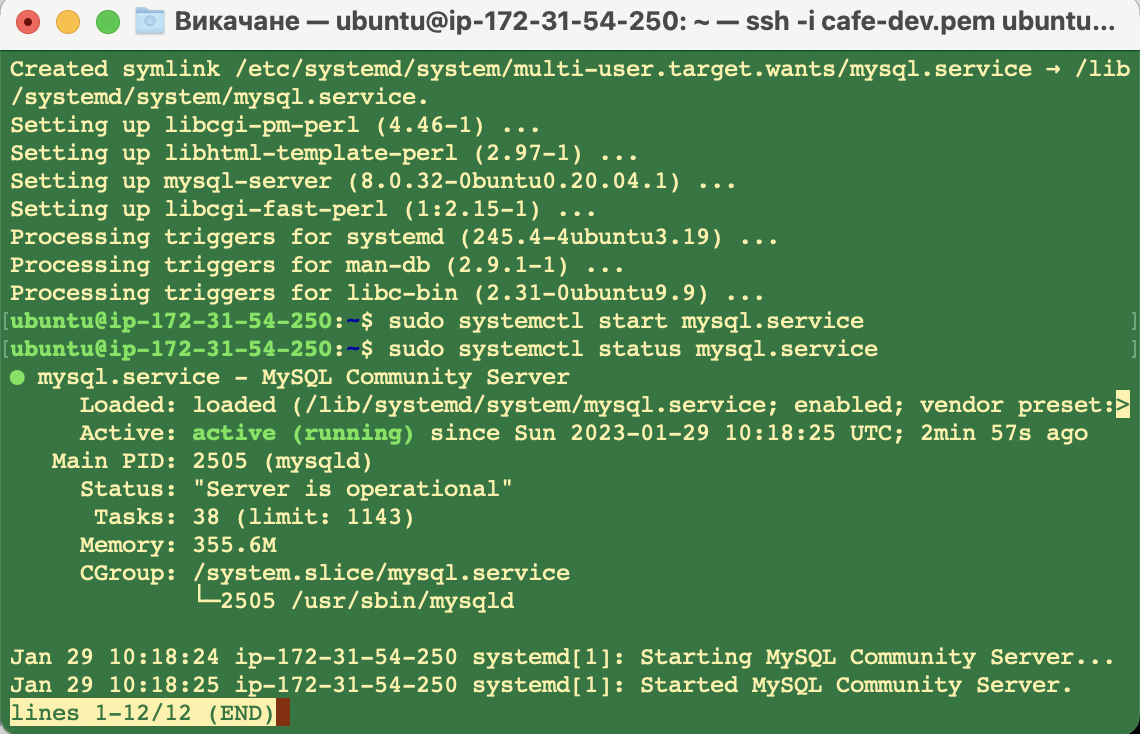 Викачане — ubuntu@ip-172-31-54-250: ~ — ssh -i cafe-dev.pem ubuntu...
Created symlink /etc/systemd/system/multi-user.target.wants/mysql.service → /lib
/systemd/system/mysql.service.
Setting up libcgi-pm-perl (4.46-1) ...
Setting up libhtml-template-perl (2.97-1) ...
Setting up mysql-server (8.0.32-0buntu0.20.04.1) ...
Setting up libcgi-fast-perl (1:2.15-1) ...
Processing triggers for systemd (245.4-4ubuntu3.19) ...
Processing triggers for man-db (2.9.1-1) ...
Processing triggers for libc-bin (2.31-0ubuntu9.9) ...
[ubuntu@ip-172-31-54-250:~$ sudo systemctl start mysql.service ]
[ubuntu@ip-172-31-54-250:~$ sudo systemctl status mysql.service ]
● mysql.service - MySQL Community Server
Loaded: loaded (/lib/systemd/system/mysql.service; enabled; vendor preset:>
Active: active (running) since Sun 2023-01-29 10:18:25 UTC; 2min 57s ago
Main PID: 2505 (mysqld)
Status: "Server is operational"
Tasks: 38 (limit: 1143)
Memory: 355.6M
CGroup: /system.slice/mysql.service
└─2505 /usr/sbin/mysqld
Jan 29 10:18:24 ip-172-31-54-250 systemd[1]: Starting MySQL Community Server...
Jan 29 10:18:25 ip-172-31-54-250 systemd[1]: Started MySQL Community Server.
lines 1-12/12 (END)